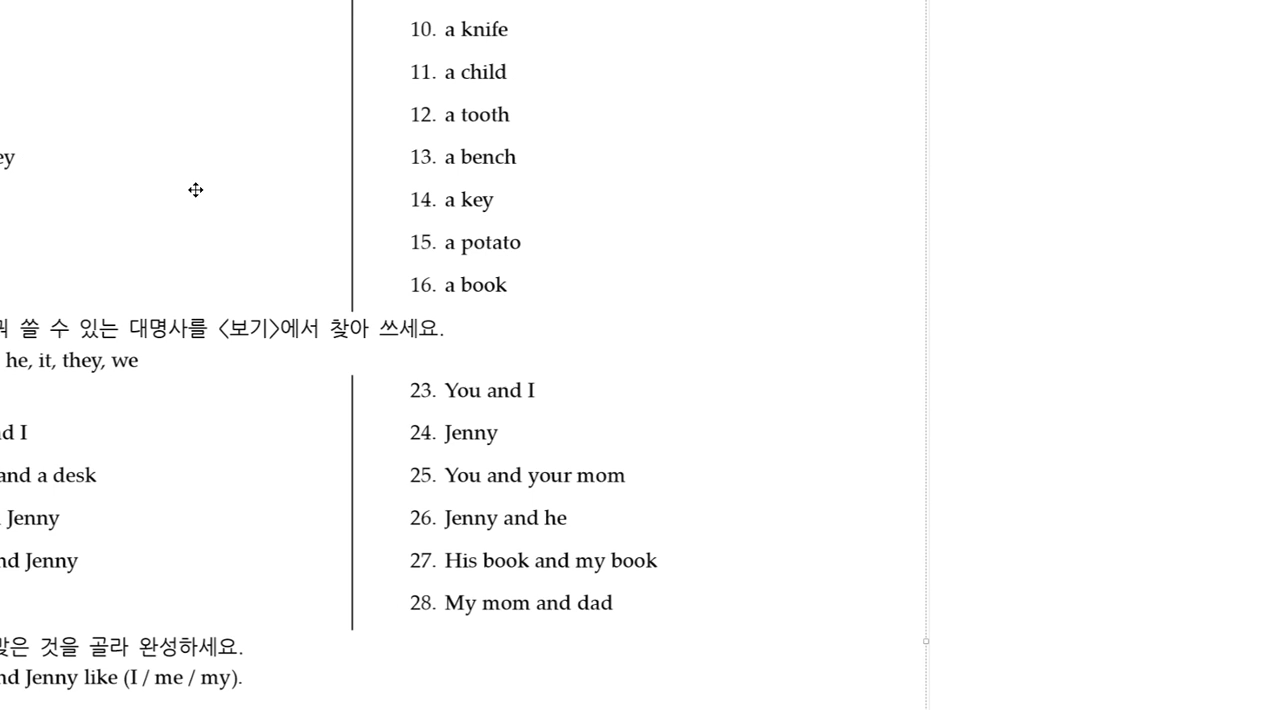 10. a knife
11. a child
12. a tooth
ey
13. a bench
14. a key
15. a potato
16. a book
쓸 수 있는 대명사를 <보기>에서 찾아 쓰세요.
he, it, they, we
23. You and I
nd I
24. Jenny
and a desk
25. You and your mom
Jenny
26. Jenny and he
nd Jenny
27. His book and my book
28. My mom and dad
맞은 것을 골라 완성하세요.
nd Jenny like (I / me / my).